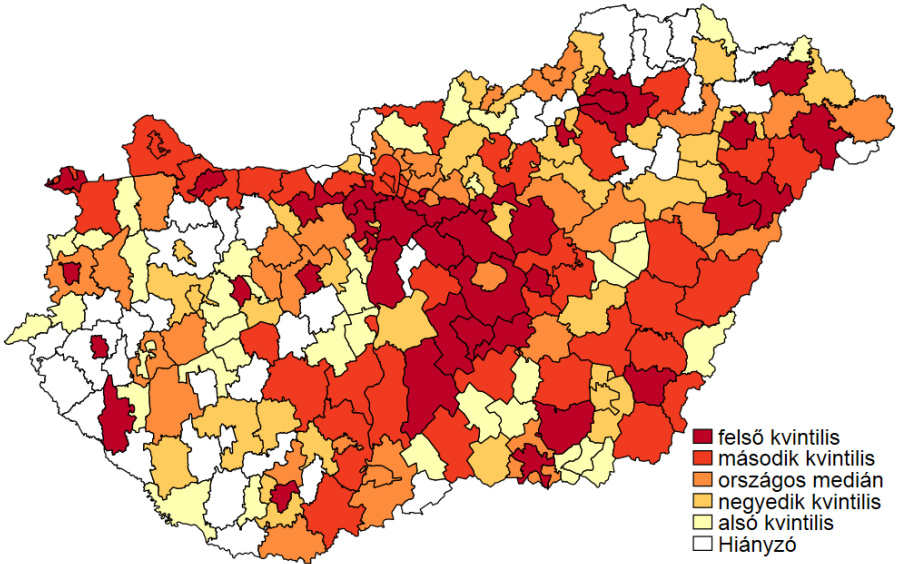 felső kvintilis
második kvintilis
országos medián
negyedik kvintilis
alsó kvintilis
Hiányzó